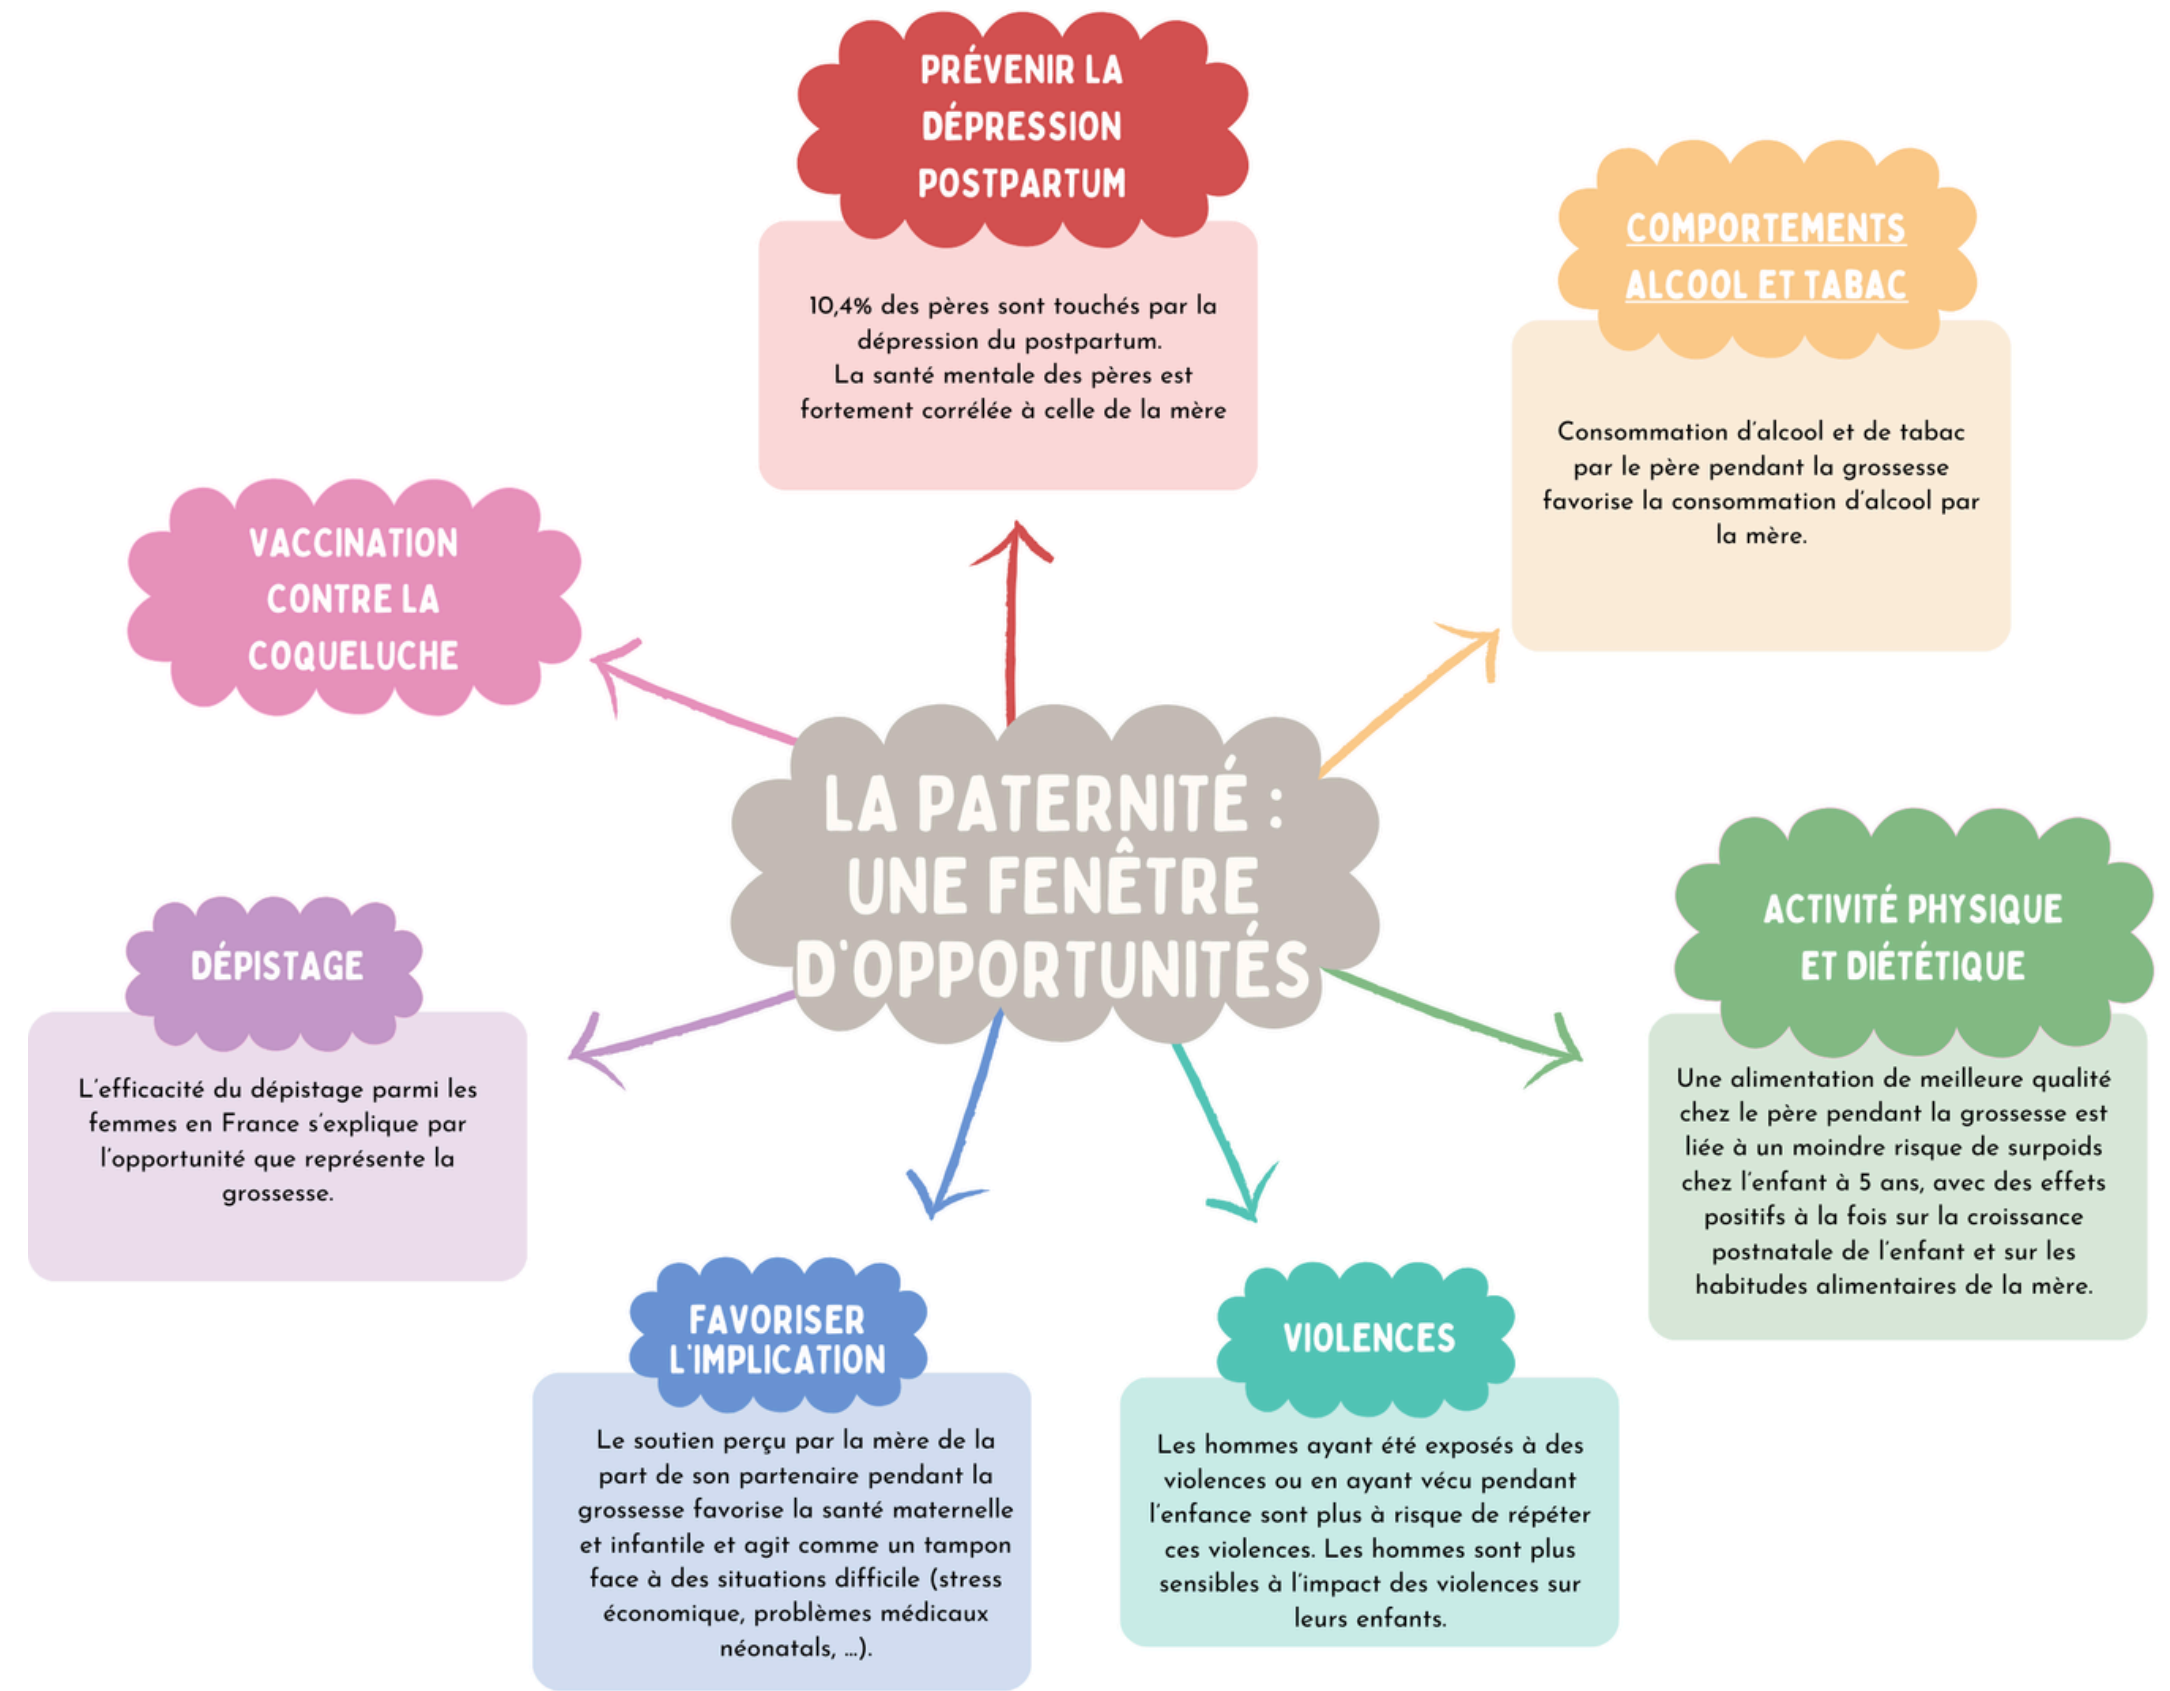 PRÉVENIR LA
DÉPRESSION
POSTPARTUM
10,4% des pères sont touchés par la
dépression du postpartum.
La santé mentale des pères est
fortement corrélée à celle de la mère
COMPORTEMENTS
ALCOOL ET TABAC
Consommation d'alcool et de tabac
par le père pendant la grossesse
favorise la consommation d'alcool par
la mère.
VACCINATION
CONTRE LA
COQUELUCHE
LA PATERNITÉ :
UNE FENÊTRE
D'OPPORTUNITÉS
ACTIVITÉ PHYSIQUE
ET DIÉTÉTIQUE
Une alimentation de meilleure qualité
chez le père pendant la grossesse est
liée à un moindre risque de surpoids
chez l'enfant à 5 ans, avec des effets
positifs à la fois sur la croissance
postnatale de l'enfant et sur les
habitudes alimentaires de la mère.
DÉPISTAGE
L'efficacité du dépistage parmi les
femmes en France s'explique par
l'opportunité que représente la
grossesse.
FAVORISER
L'IMPLICATION
Le soutien perçu par la mère de la
part de son partenaire pendant la
grossesse favorise la santé maternelle
et infantile et agit comme un tampon
face à des situations difficile (stress
économique, problèmes médicaux
néonatals, ...).
VIOLENCES
Les hommes ayant été exposés à des
violences ou en ayant vécu pendant
l'enfance sont plus à risque de répéter
ces violences. Les hommes sont plus
sensibles à l'impact des violences sur
leurs enfants.